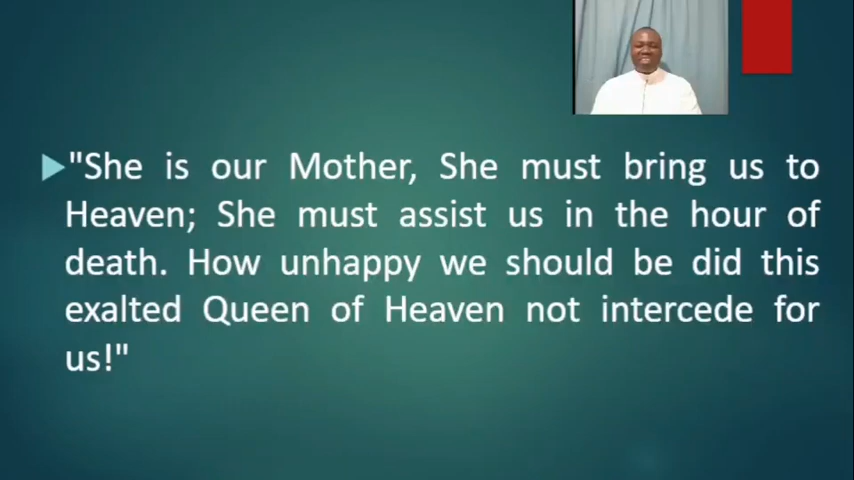 "She is our Mother, She must bring us to
Heaven; She must assist us in the hour of
death. How unhappy we should be did this
exalted Queen of Heaven not intercede for
us!"